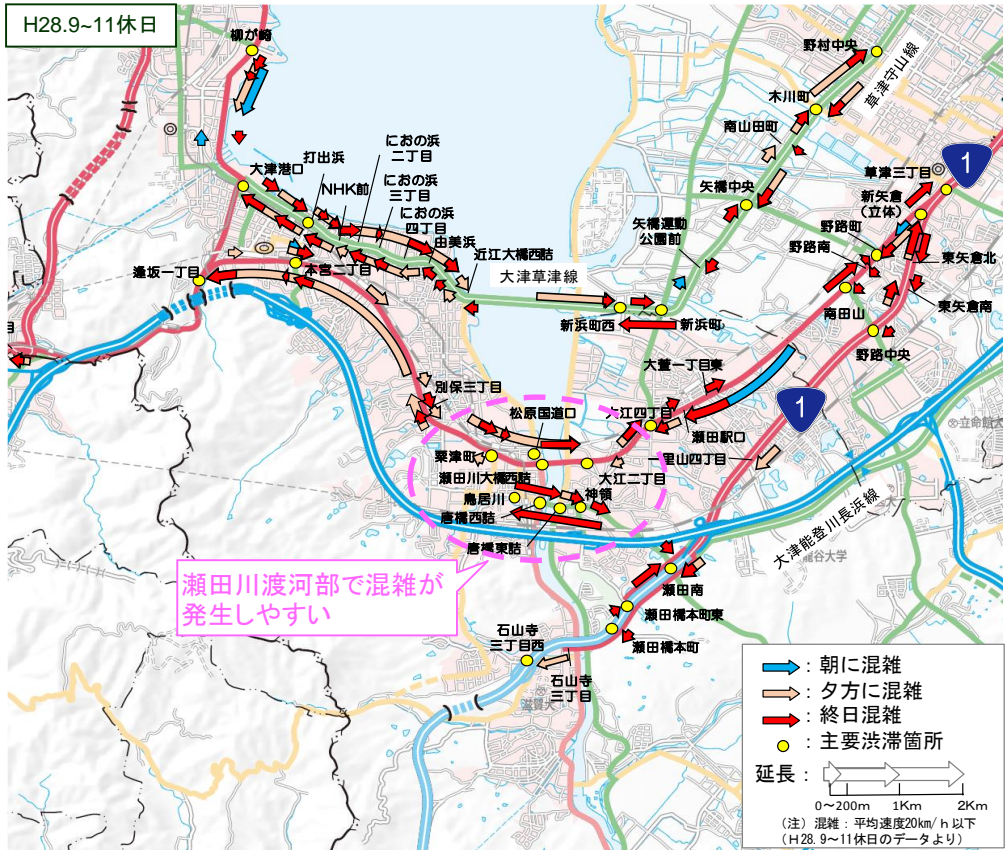 H28.9~11休日
柳が崎
野村中央
草津守山線
木川町
南山田町
打出浜
におの浜
二丁目
大津港口
NHK前
におの浜
三丁目
におの浜
四丁目
由美浜
近江大橋西詰
矢橋中央
矢橋運動
公園前
草津三丁目
1
新矢倉
(立体)
野路町
野路南
東矢倉北
東矢倉南
逢坂一丁目
本宮二丁目
大津草津線
新浜町西
新浜町
南田山
野路中央
大萱一丁目東
1
別保三丁目
松原国道口
大江四丁目
瀬田駅口
粟津町
一里山四丁目
瀬田川大橋西詰
大江二丁目
鳥居川
神領
唐橋西詰
唐橋東詰
大津能登川長浜線
立命館大
龍谷大学
瀬田川渡河部で混雑が
発生しやすい
瀬田南
瀬田橋本町東
瀬田橋本町
石山寺
三丁目西
石山寺
三丁目
滋賀大
:朝に混雑
:夕方に混雑
:終日混雑
:主要渋滞箇所
延長:
0~200m 1Km 2Km
(注)混雑:平均速度20km/h以下
(H28.9~11休日のデータより)